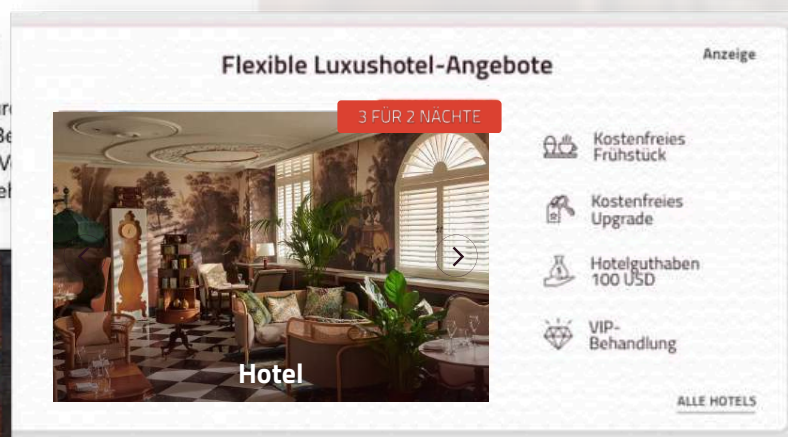 Anzeige
Flexible Luxushotel-Angebote
3 FÜR 2 NÄCHTE
Kostenfreies
Frühstück
Kostenfreies
Upgrade
Hotelguthaben
100 USD
VIP-
Behandlung
Hotel
ALLE HOTELS